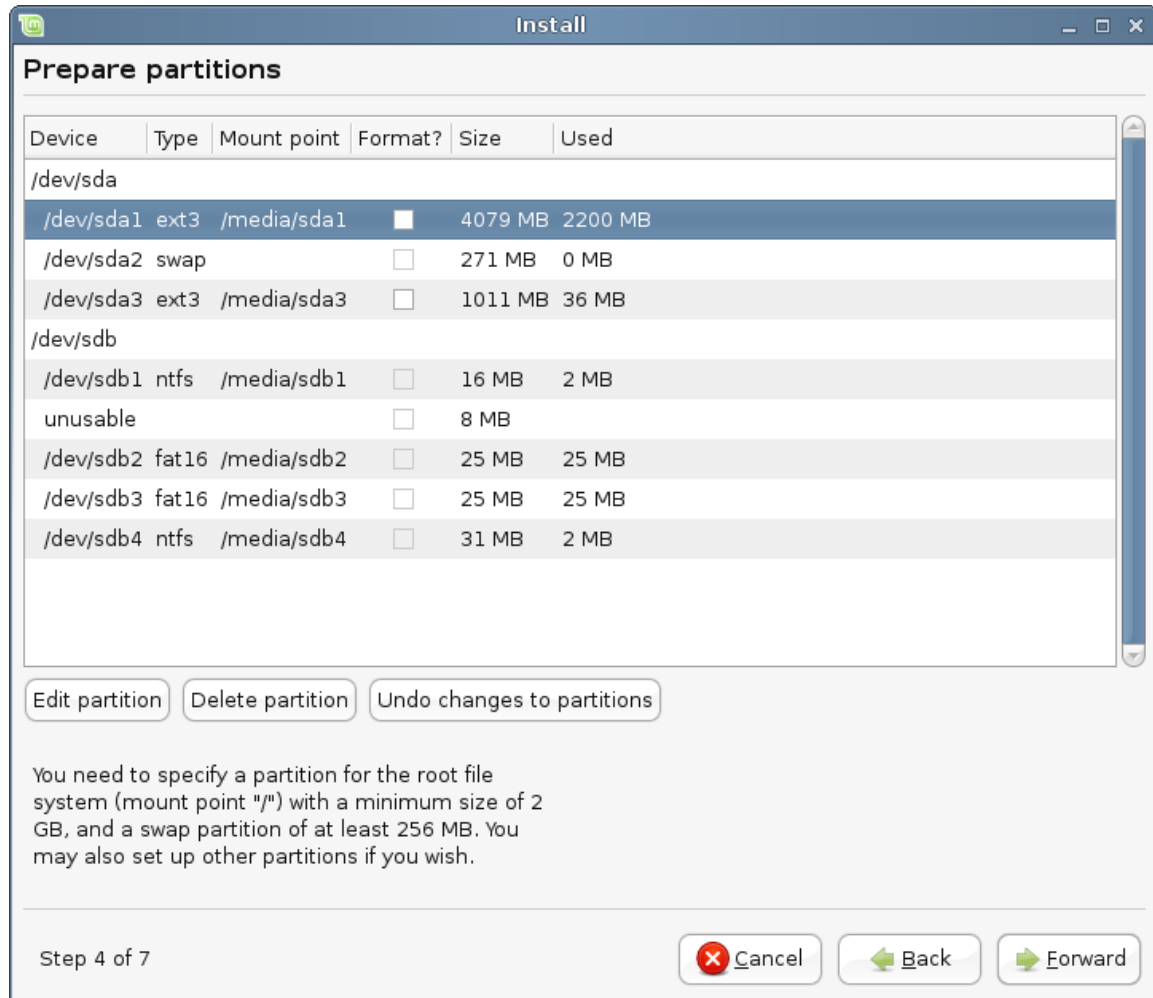 Install
Prepare partitions
Device Type Mount point Format? Size Used
/dev/sda
/dev/sda1 ext3 /media/sda1 4079 MB 2200 MB
/dev/sda2 swap 271 MB 0 MB
/dev/sda3 ext3 /media/sda3 1011 MB 36 MB
/dev/sdb
/dev/sdb1 ntfs /media/sdb1 16 MB 2 MB
unusable 8 MB
/dev/sdb2 fat16 /media/sdb2 25 MB 25 MB
/dev/sdb3 fat16 /media/sdb3 25 MB 25 MB
/dev/sdb4 ntfs /media/sdb4 31 MB 2 MB
Edit partition Delete partition Undo changes to partitions
You need to specify a partition for the root file
system (mount point "/") with a minimum size of 2
GB, and a swap partition of at least 256 MB. You
may also set up other partitions if you wish.
Step 4 of 7 Cancel Back Forward